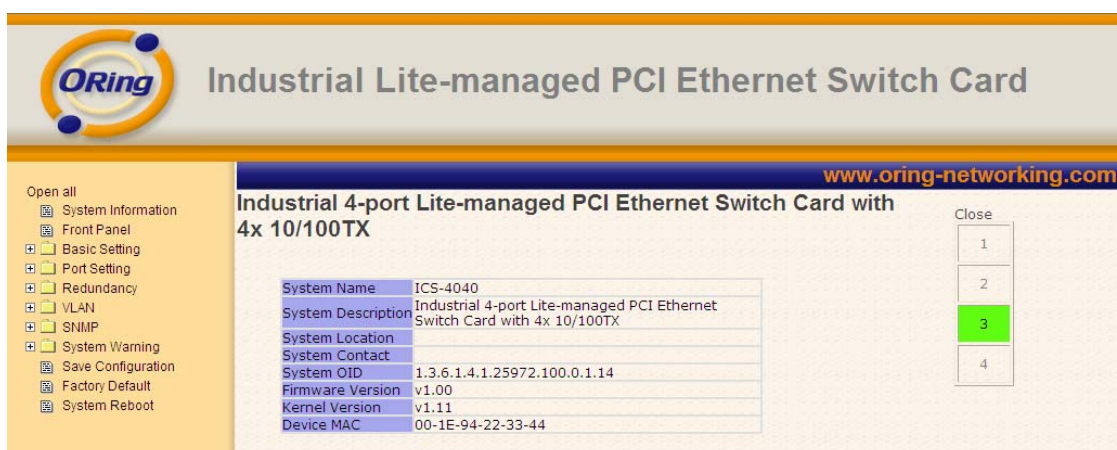 ORing
Industrial Lite-managed PCI Ethernet Switch Card
www.oring-networking.com
Open all
System Information
Front Panel
Basic Setting
Port Setting
Redundancy
VLAN
SNMP
System Warning
Save Configuration
Factory Default
System Reboot
Industrial 4-port Lite-managed PCI Ethernet Switch Card with
4x 10/100TX
System Name ICS-4040
System Description Industrial 4-port Lite-managed PCI Ethernet
Switch Card with 4x 10/100TX
System Location
System Contact
System OID 1.3.6.1.4.1.25972.100.0.1.14
Firmware Version v1.00
Kernel Version v1.11
Device MAC 00-1E-94-22-33-44
Close
1
2
3
4